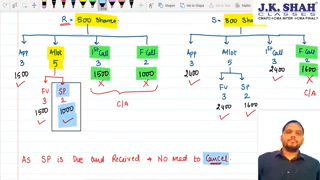 J.K. SHAH
CLASSES
R = 500 Shares
S = 800 Shares
App Allot 1st Call F Call
3 5 3 2
1500 1500 1000
FV SP
3 2
1500 1000
C/A
App Allot 1st Call F Call
3 5 3 2
2400 2400 1600
FV SP
3 2
2400 1600
C/A
As SP is Due and Received → No need to Cancel